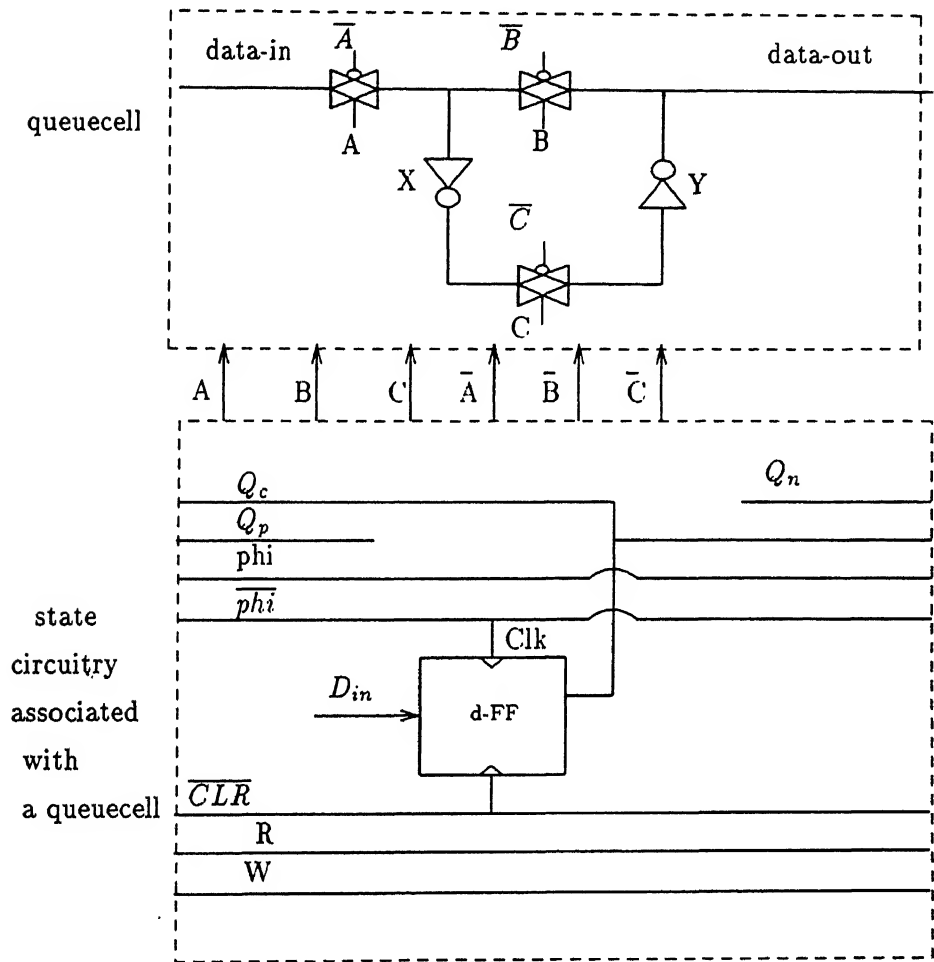 A̅ B̅
data-in data-out
queuecell
A B
X Y
C̅
C
A B C A̅ B̅ C̅
Q_c Q_n
Q_p
phi
p̅h̅i̅
state
Clk
circuitry
D_in
associated
d-FF
with
C̅L̅R̅
a queuecell
R
W